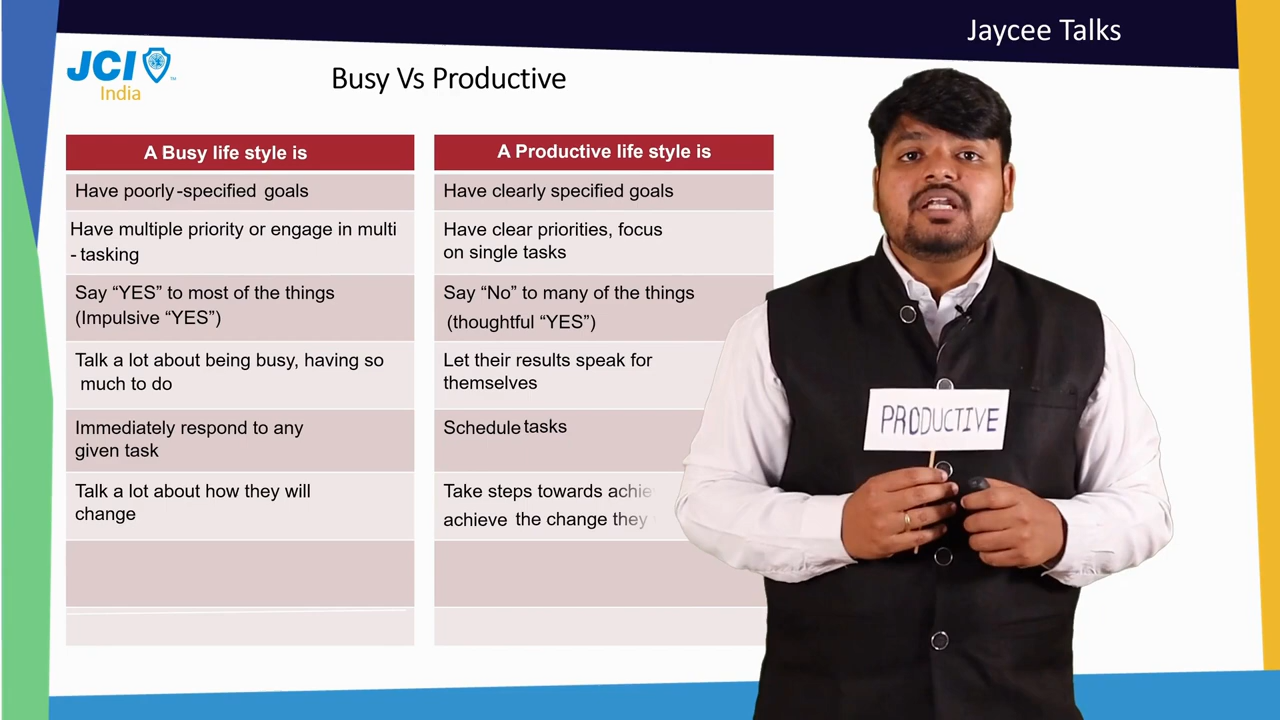 Jaycee Talks
JCI
India
Busy Vs Productive
A Busy life style is
Have poorly-specified goals
Have multiple priority or engage in multi
- tasking
Say “YES” to most of the things
(Impulsive “YES”)
Talk a lot about being busy, having so
much to do
Immediately respond to any
given task
Talk a lot about how they will
change
A Productive life style is
Have clearly specified goals
Have clear priorities, focus
on single tasks
Say “No” to many of the things
(thoughtful “YES”)
Let their results speak for
themselves
Schedule tasks
Take steps towards
achieve the change they
PRODUCTIVE